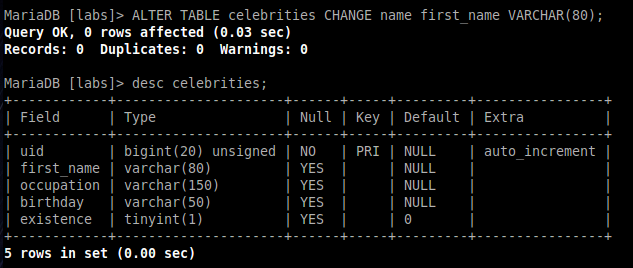 MariaDB [labs]> ALTER TABLE celebrities CHANGE name first_name VARCHAR(80);
Query OK, 0 rows affected (0.03 sec)
Records: 0  Duplicates: 0  Warnings: 0

MariaDB [labs]> desc celebrities;
+------------+---------------------+------+-----+---------+----------------+
| Field      | Type                | Null | Key | Default | Extra          |
+------------+---------------------+------+-----+---------+----------------+
| uid        | bigint(20) unsigned | NO   | PRI | NULL    | auto_increment |
| first_name | varchar(80)         | YES  |     | NULL    |                |
| occupation | varchar(150)        | YES  |     | NULL    |                |
| birthday   | varchar(50)         | YES  |     | NULL    |                |
| existence  | tinyint(1)          | YES  |     | 0       |                |
+------------+---------------------+------+-----+---------+----------------+
5 rows in set (0.00 sec)